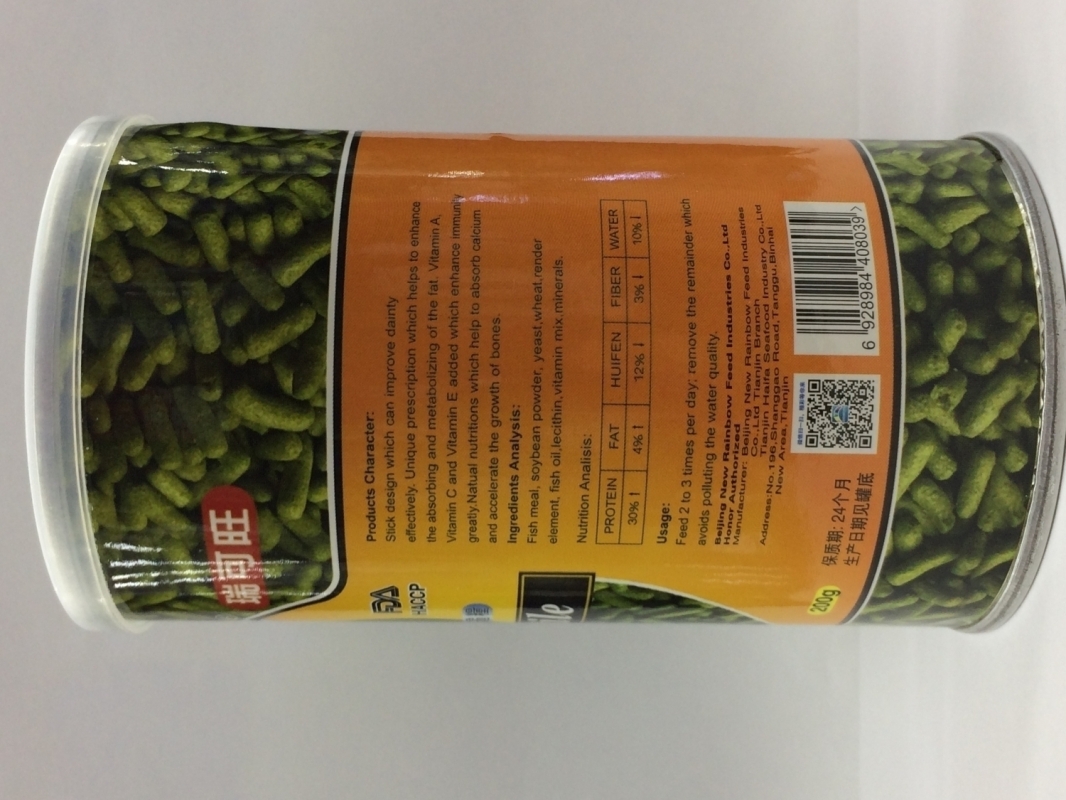 瑞可旺
FDA
HACCP
Products Character:
Stick design which can improve dainty
effectively. Unique prescription which helps to enhance
the absorbing and metabolizing of the fat. Vitamin A,
Vitamin C and Vitamin E added which enhance immunity
greatly.Natural nutritions which help to absorb calcium
and accelerate the growth of bones.
Ingredients Analysis:
Fish meal, soybean powder, yeast,wheat,render
element, fish oil,lecithin,vitamin mix,minerals.
Nutrition Analisis:
PROTEIN FAT HUIFEN FIBER WATER
30%↓ 4%↓ 12%↓ 3%↓ 10%↓
Usage:
Feed 2 to 3 times per day; remove the remainder which
avoids polluting the water quality.
Beijing New Rainbow Feed Industries Co.,Ltd
Honor Authorized
Manufacturer: Beijing New Rainbow Feed Industries
Co.,Ltd Tianjin Branch
Tianjin Haifa Seafood Industry Co.,Ltd
Address:No.196,Shanggao Road,Tanggu,Binhai
New Area,Tianjin
保质期: 24个月
生产日期见罐底
6 928984 408039
200g